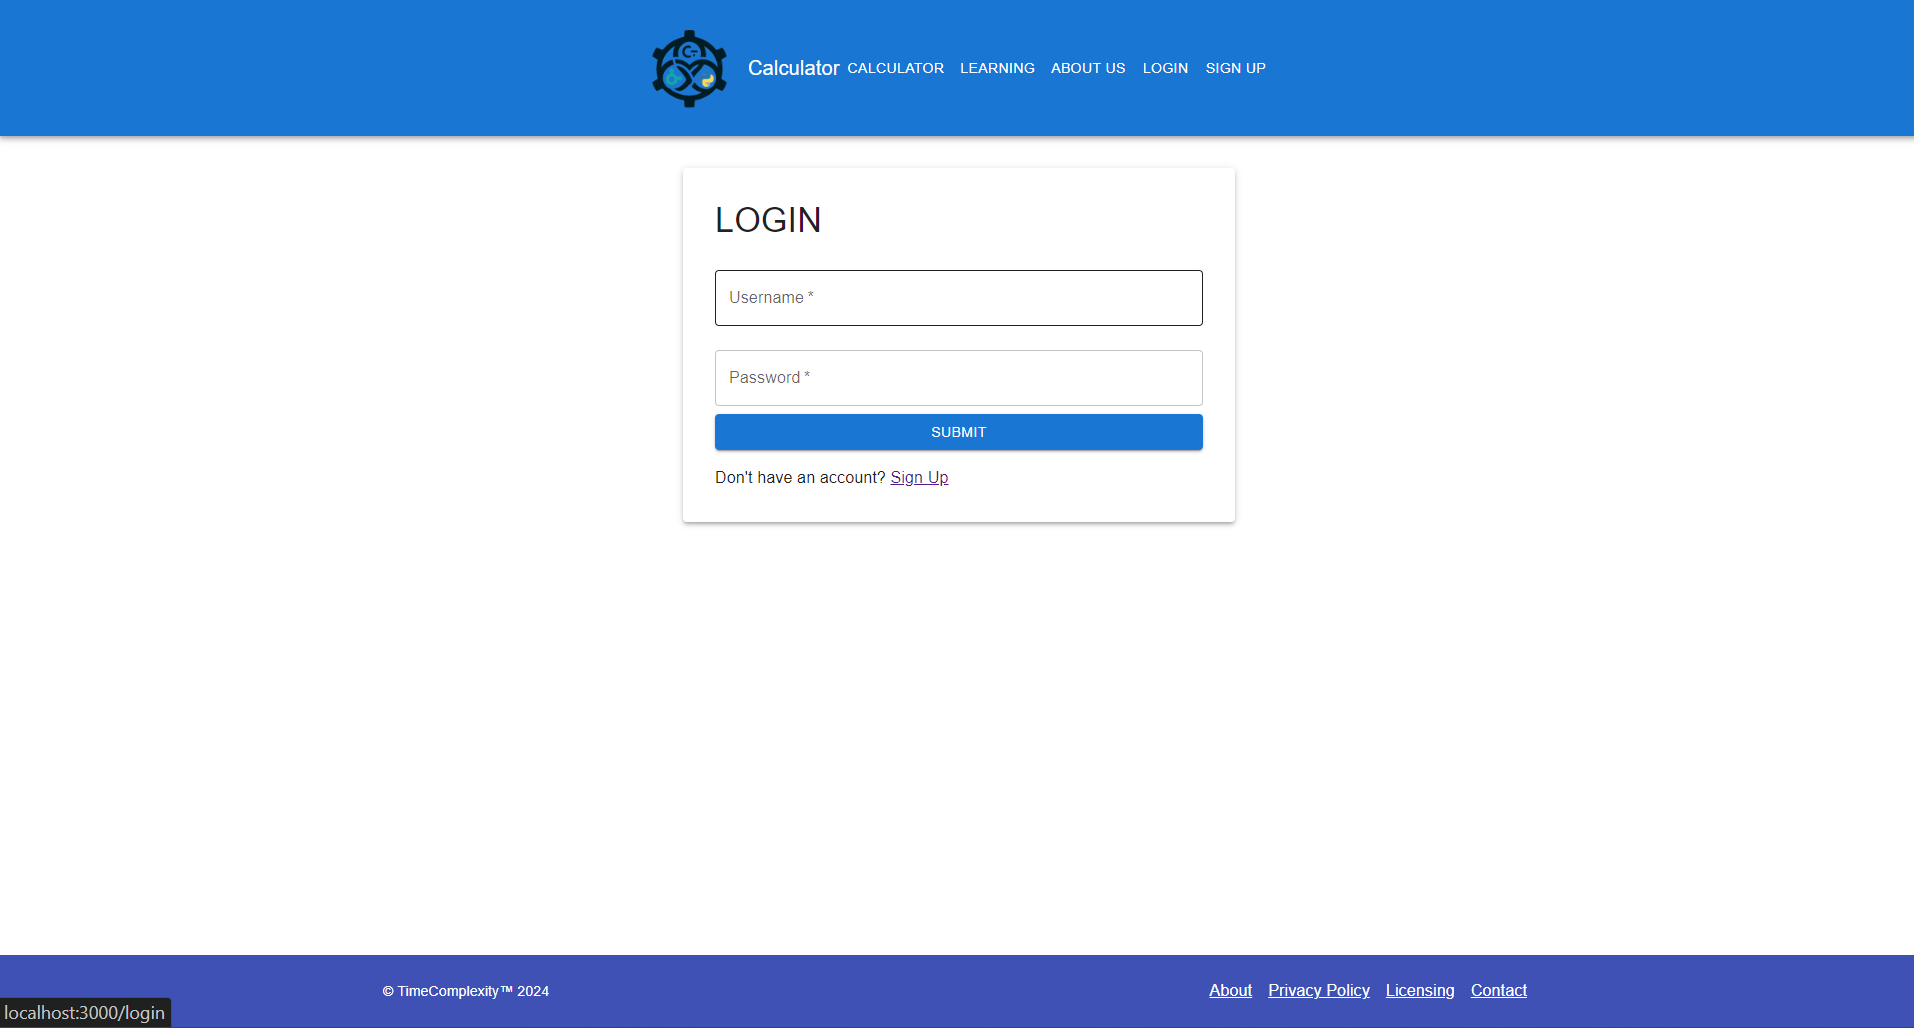 Calculator CALCULATOR LEARNING ABOUT US LOGIN SIGN UP
LOGIN
Username *
Password *
SUBMIT
Don't have an account? Sign Up
© TimeComplexity™ 2024 About Privacy Policy Licensing Contact
localhost:3000/login